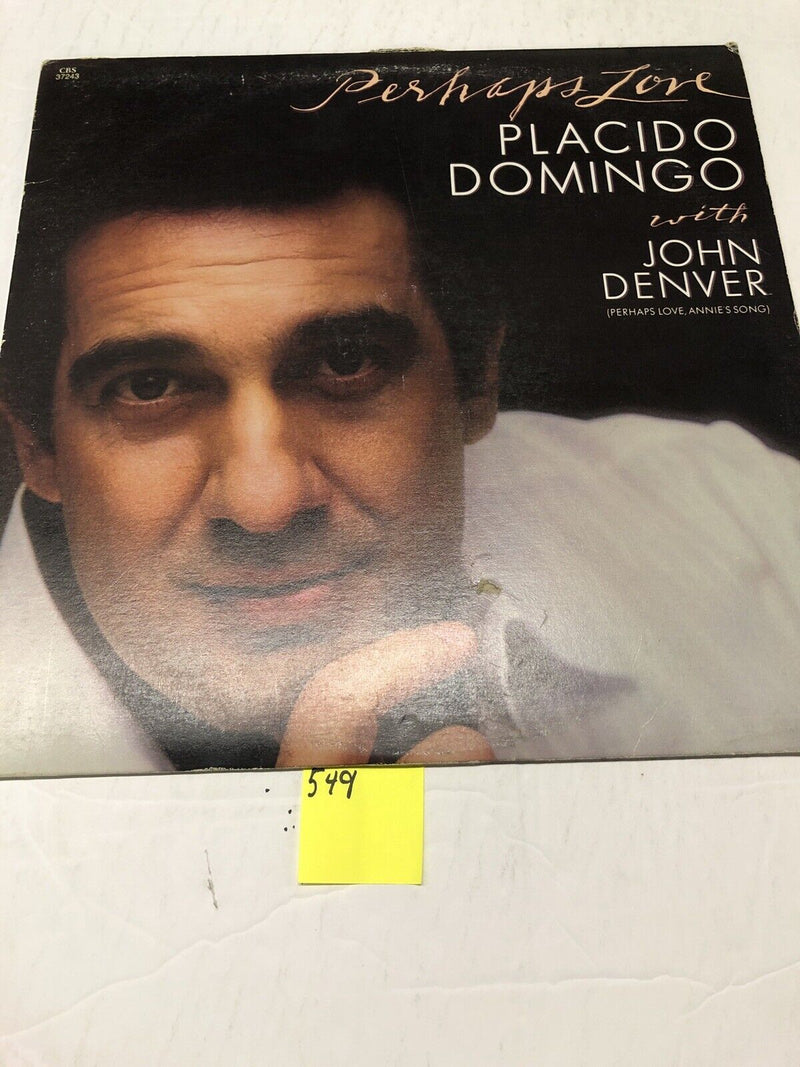 CBS
37243
Perhaps Love
PLACIDO
DOMINGO
with
JOHN
DENVER
(PERHAPS LOVE, ANNIE'S SONG)
549